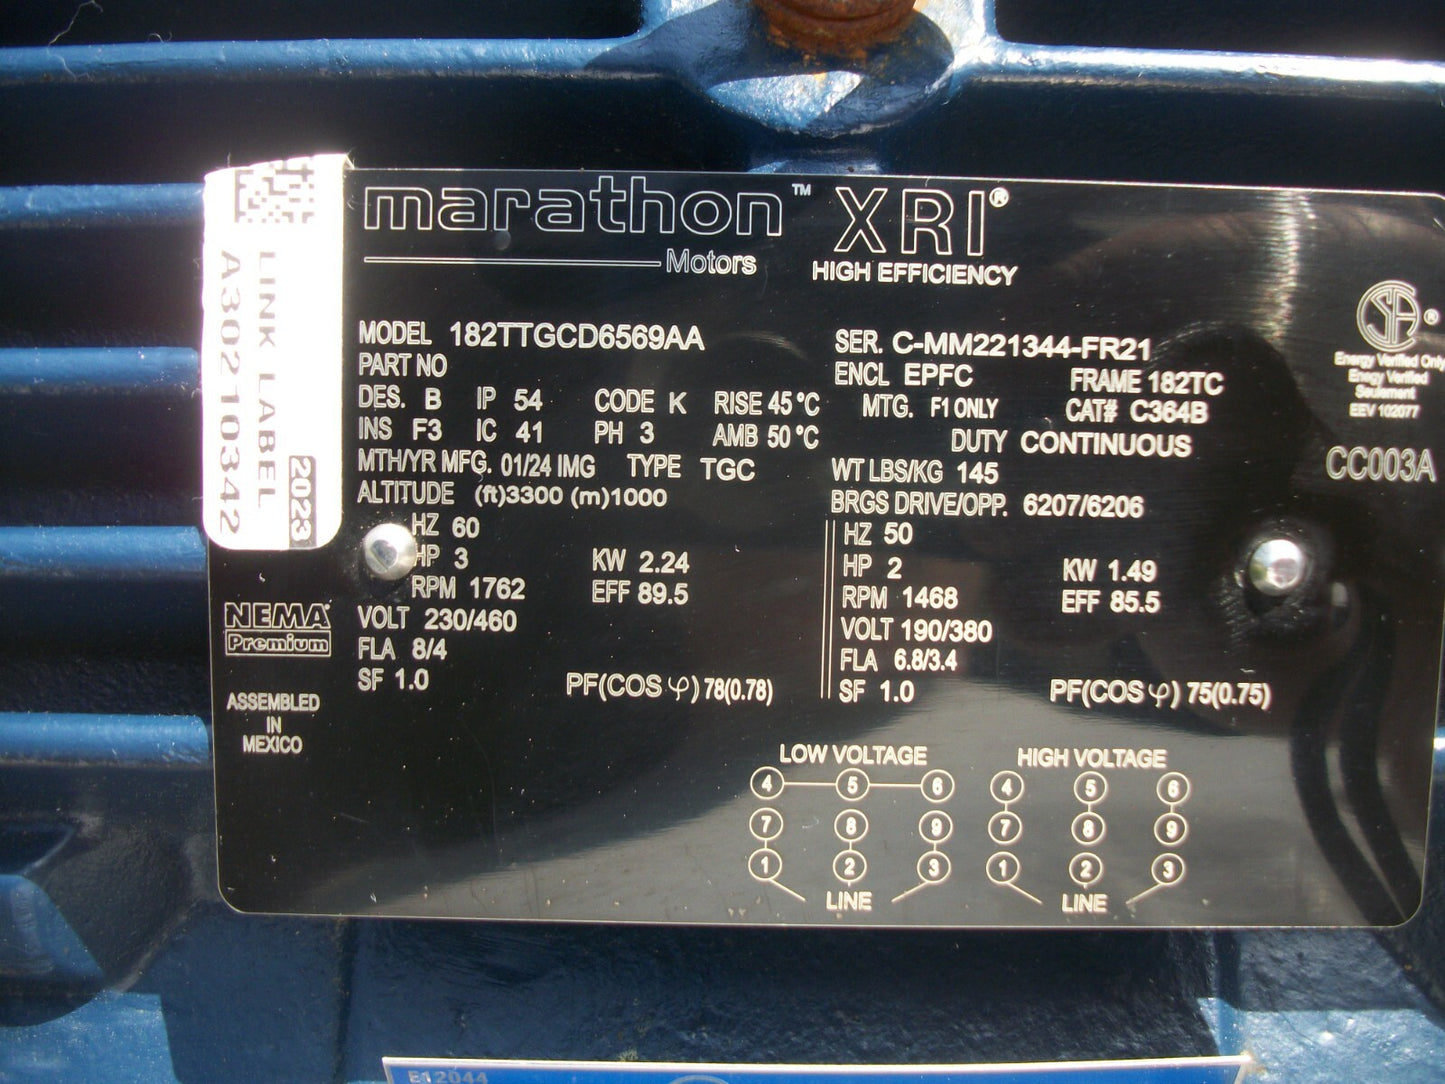 marathon™
Motors
XRI®
HIGH EFFICIENCY
LINK LABEL
A30210342
2023
MODEL 182TTGCD6569AA
PART NO
DES. B IP 54 CODE K RISE 45°C
INS F3 IC 41 PH 3 AMB 50°C
MTH/YR MFG. 01/24 IMG TYPE TGC
ALTITUDE (ft)3300 (m)1000
SER. C-MM221344-FR21
ENCL EPFC FRAME 182TC
MTG. F1 ONLY CAT# C364B
DUTY CONTINUOUS
WT LBS/KG 145
BRGS DRIVE/OPP. 6207/6206
HZ 60
HP 3 KW 2.24
RPM 1762 EFF 89.5
VOLT 230/460
FLA 8/4
SF 1.0 PF(COS φ) 78(0.78)
HZ 50
HP 2 KW 1.49
RPM 1468 EFF 85.5
VOLT 190/380
FLA 6.8/3.4
SF 1.0 PF(COS φ) 75(0.75)
SA®
Energy Verified Only
Enegy Verified
Seulement
EEV 102077
CC003A
NEMA
Premium
ASSEMBLED
IN
MEXICO
LOW VOLTAGE
4 5 6
7 8 9
1 2 3
LINE
HIGH VOLTAGE
4 5 6
7 8 9
1 2 3
LINE
E12044